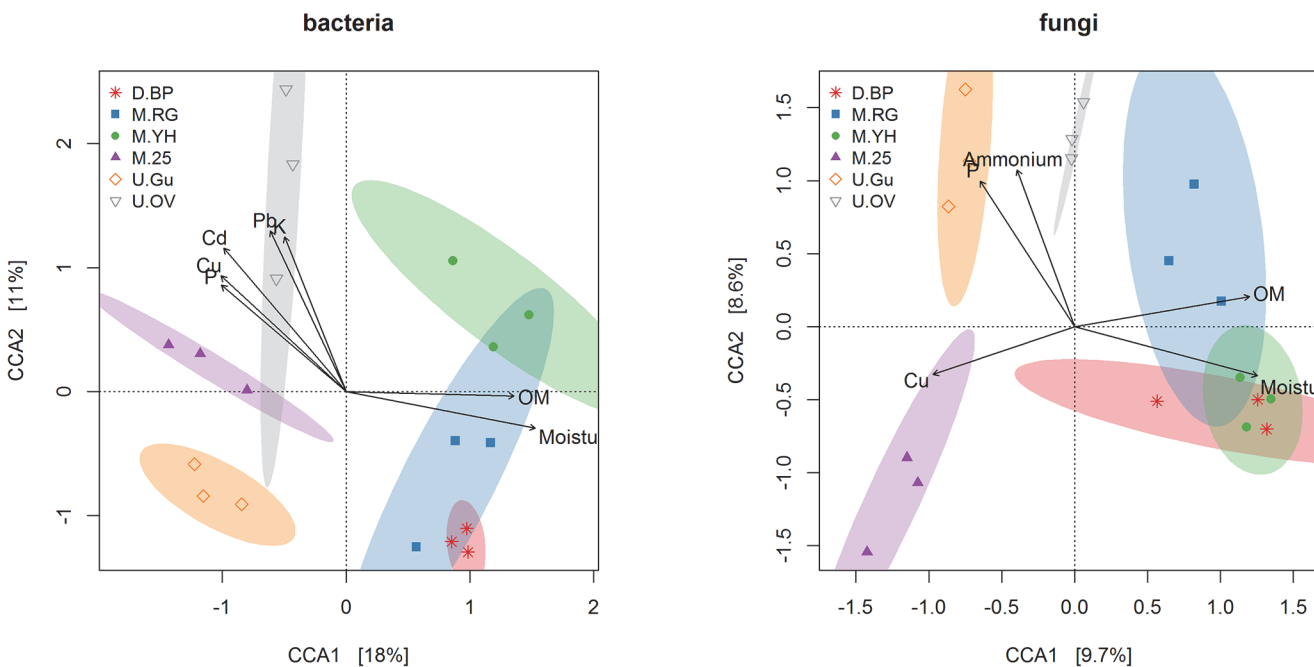 bacteria
D.BP
M.RG
M.YH
M.25
U.Gu
U.OV
Pb
K
Cd
Cu
P
OM
Moistu
2
1
0
-1
CCA2 [11%]
-1 0 1 2
CCA1 [18%]
fungi
D.BP
M.RG
M.YH
M.25
U.Gu
U.OV
Ammonium
P
OM
Cu
Moistu
1.5
1.0
0.5
0.0
-0.5
-1.0
-1.5
CCA2 [8.6%]
-1.5 -1.0 -0.5 0.0 0.5 1.0 1.5
CCA1 [9.7%]